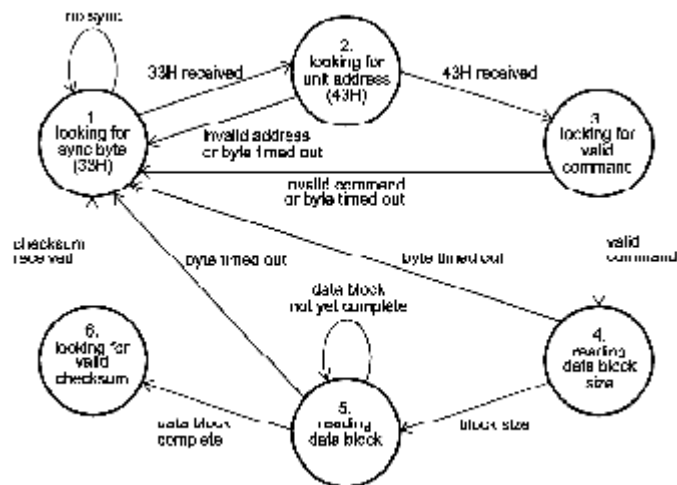 no sync
33H received
2.
looking for
unit address
(43H)
43H received
1
looking for
sync byte
(33H)
invalid address
or byte timed out
3
looking for
valid
command
invalid command
or byte timed out
checksum
received
byte timed out
byte timed out
valid
command
data block
not yet complete
6.
looking for
valid
checksum
4.
reading
data block
size
5.
reading
data block
data block
complete
block size